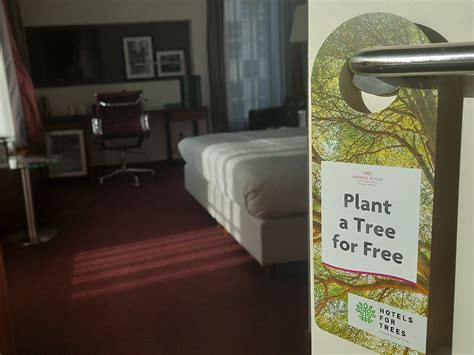 CROWNE PLAZA
Plant
a Tree
for Free
HOTELS
FOR
TREES